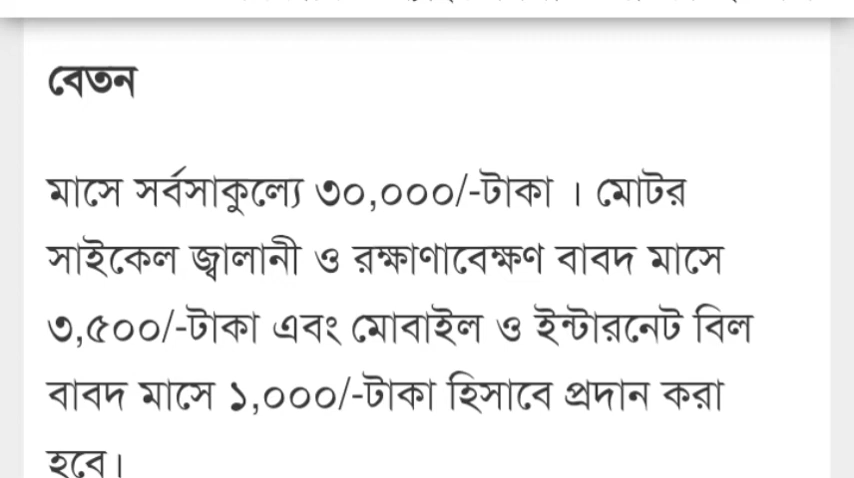 বেতন
মাসে সর্বসাকুল্যে ৩০,০০০/-টাকা । মোটর
সাইকেল জ্বালানী ও রক্ষাণাবেক্ষণ বাবদ মাসে
৩,৫০০/-টাকা এবং মোবাইল ও ইন্টারনেট বিল
বাবদ মাসে ১,০০০/-টাকা হিসাবে প্রদান করা
হবে।